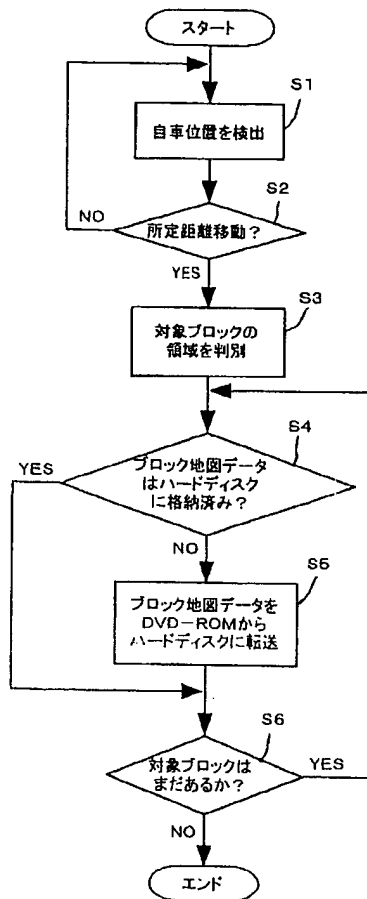 スタート
S1
自車位置を検出
S2
NO
所定距離移動？
YES
S3
対象ブロックの
領域を判別
S4
YES
ブロック地図データ
はハードディスク
に格納済み？
NO
S5
ブロック地図データを
DVD－ROMから
ハードディスクに転送
S6
対象ブロックは
まだあるか？
YES
NO
エンド